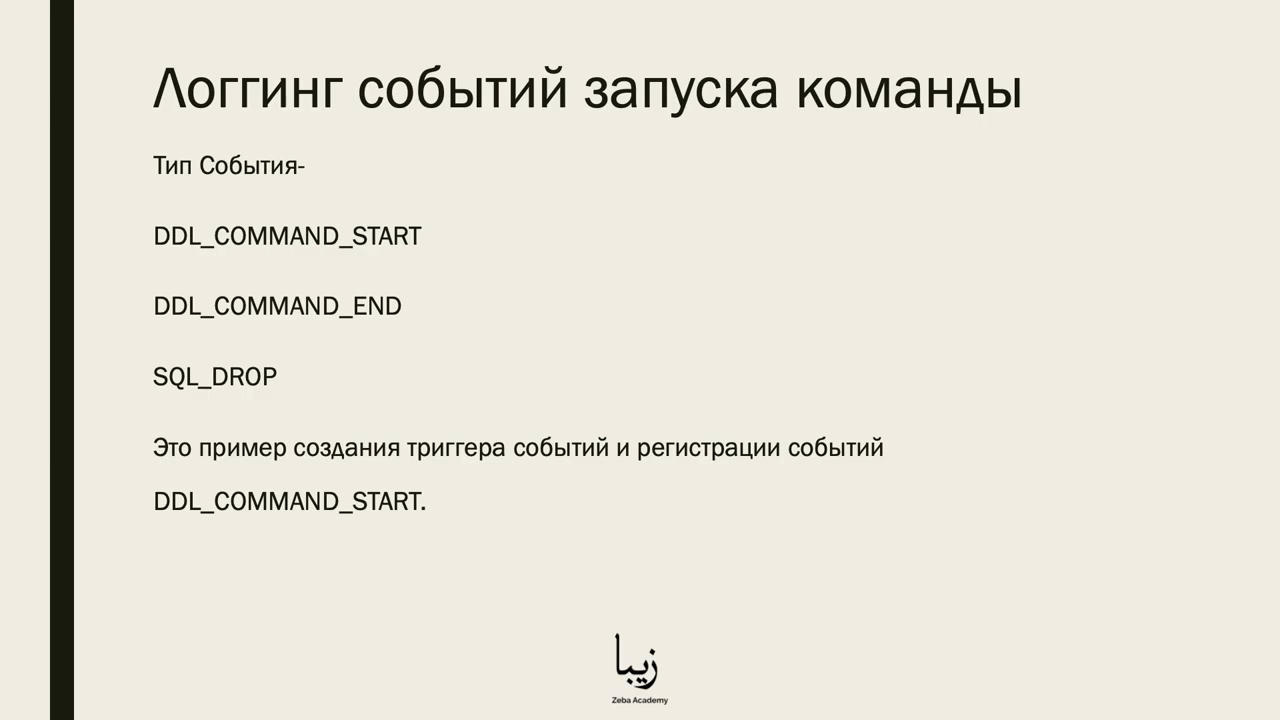 Логгинг событий запуска команды
Тип События-
DDL_COMMAND_START
DDL_COMMAND_END
SQL_DROP
Это пример создания триггера событий и регистрации событий
DDL_COMMAND_START.
زيبا
Zeba Academy